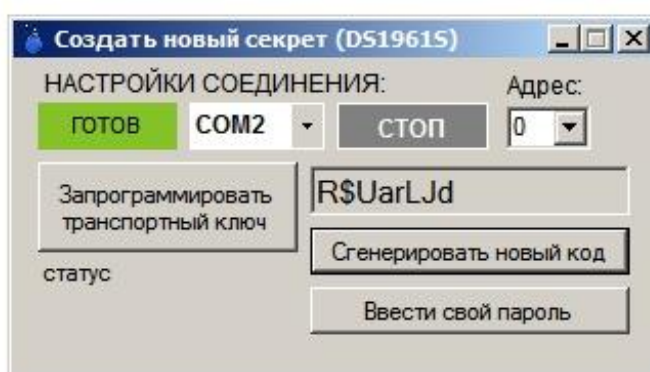 Создать новый секрет (DS1961S)
НАСТРОЙКИ СОЕДИНЕНИЯ: Адрес:
ГОТОВ COM2 СТОП 0
Запрограммировать
транспортный ключ
R$UarLJd
Сгенерировать новый код
статус
Ввести свой пароль